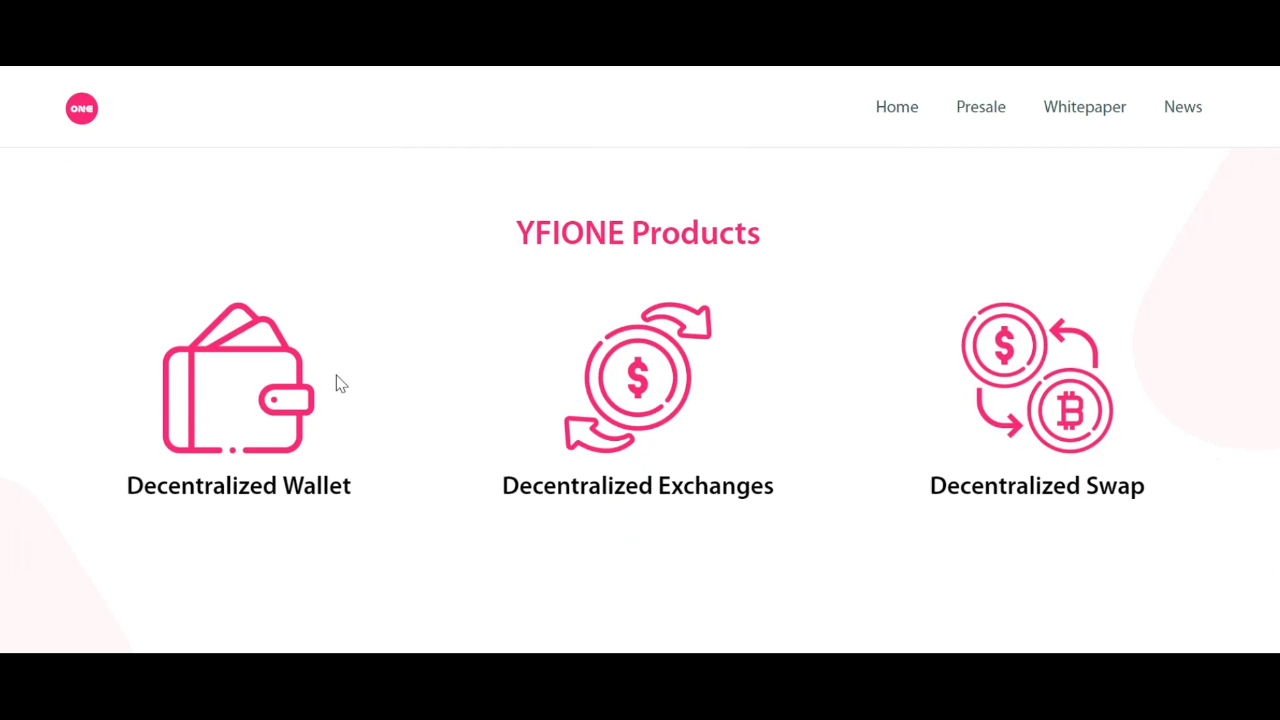 ONE
Home Presale Whitepaper News
YFIONE Products
Decentralized Wallet Decentralized Exchanges Decentralized Swap